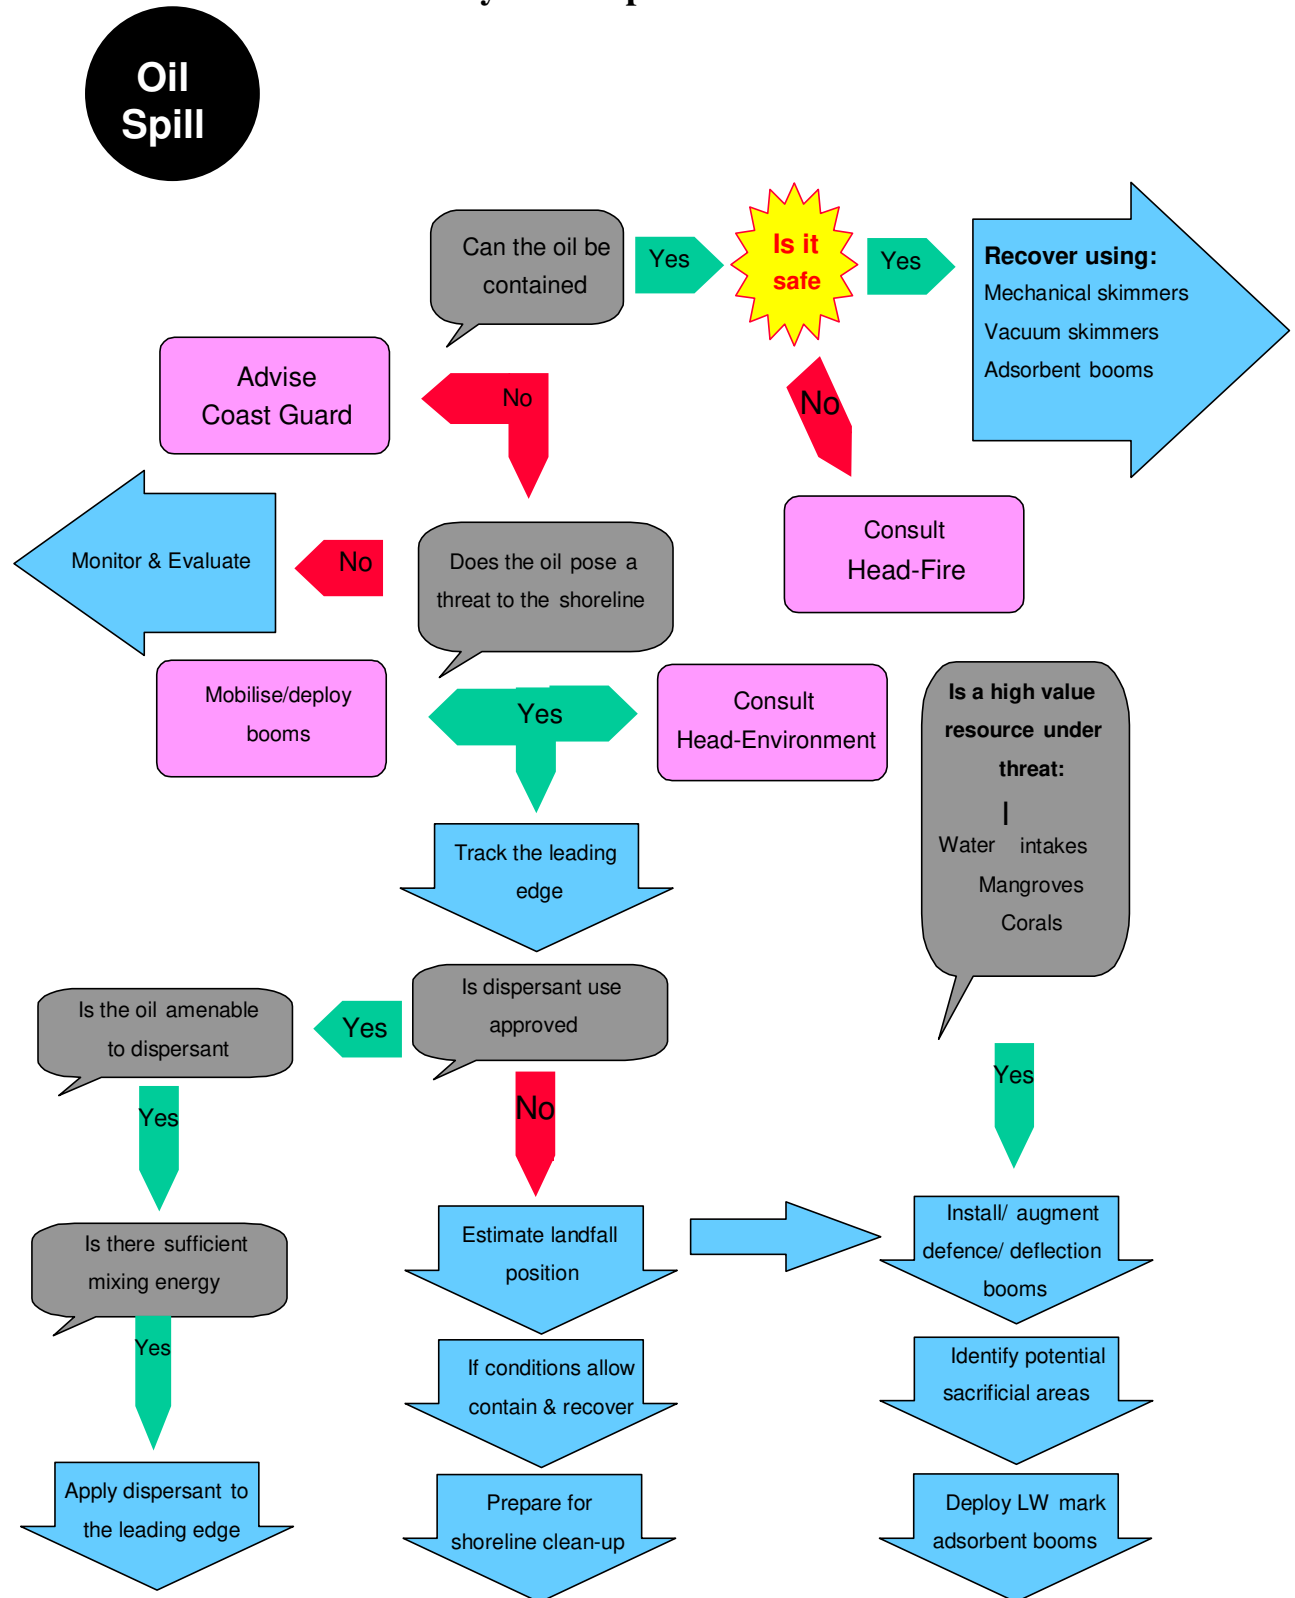 Oil
Spill
Can the oil be
contained
Yes
Is it
safe
Yes
Recover using:
Mechanical skimmers
Vacuum skimmers
Adsorbent booms
Advise
Coast Guard
No
No
Consult
Head-Fire
Monitor & Evaluate
No
Does the oil pose a
threat to the shoreline
Mobilise/deploy
booms
Yes
Consult
Head-Environment
Is a high value
resource under
threat:
Water intakes
Mangroves
Corals
Track the leading
edge
Is dispersant use
approved
Yes
Is the oil amenable
to dispersant
Yes
No
Yes
Is there sufficient
mixing energy
Yes
Estimate landfall
position
Install/ augment
defence/ deflection
booms
If conditions allow
contain & recover
Identify potential
sacrificial areas
Apply dispersant to
the leading edge
Prepare for
shoreline clean-up
Deploy LW mark
adsorbent booms